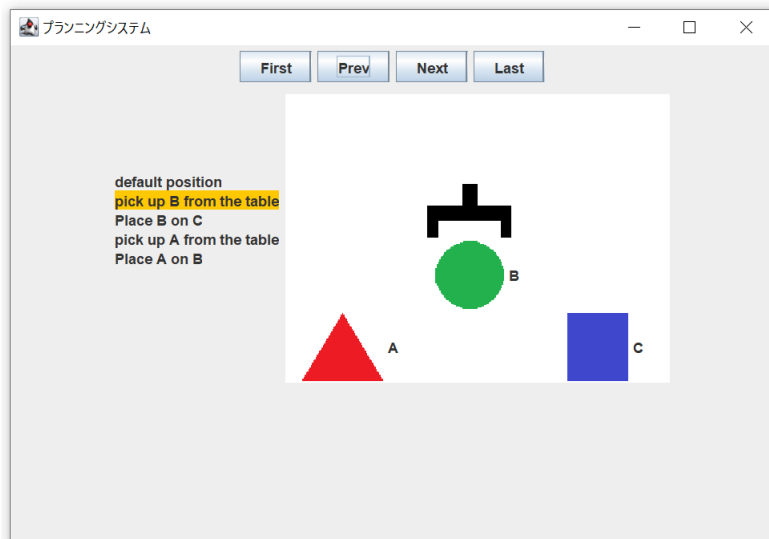 プランニングシステム
First Prev Next Last
default position
pick up B from the table
Place B on C
pick up A from the table
Place A on B
B
A
C